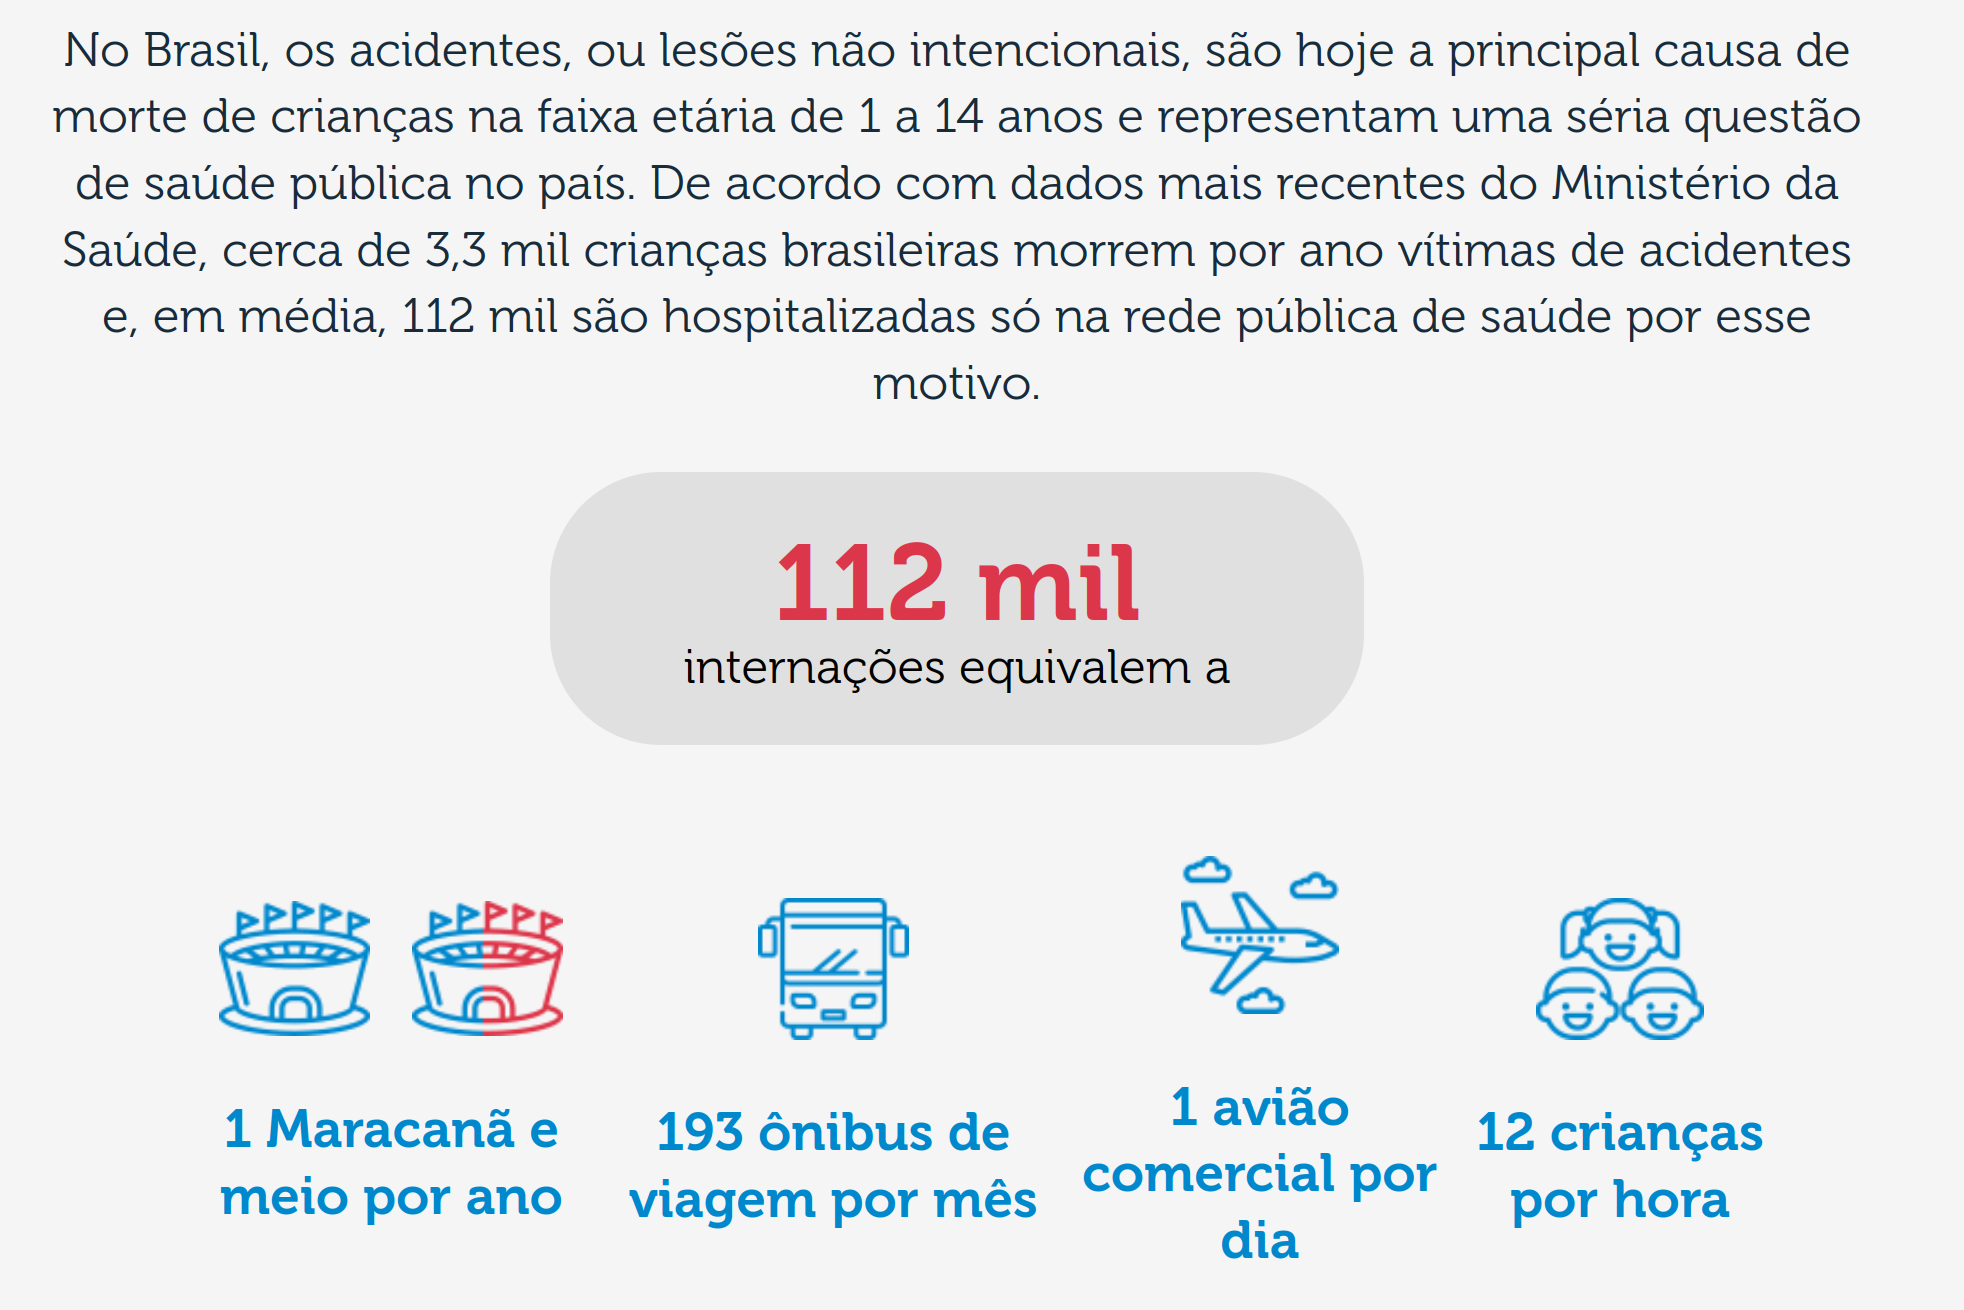 No Brasil, os acidentes, ou lesões não intencionais, são hoje a principal causa de
morte de crianças na faixa etária de 1 a 14 anos e representam uma séria questão
de saúde pública no país. De acordo com dados mais recentes do Ministério da
Saúde, cerca de 3,3 mil crianças brasileiras morrem por ano vítimas de acidentes
e, em média, 112 mil são hospitalizadas só na rede pública de saúde por esse
motivo.
112 mil
internações equivalem a
1 Maracanã e
meio por ano
193 ônibus de
viagem por mês
1 avião
comercial por
dia
12 crianças
por hora